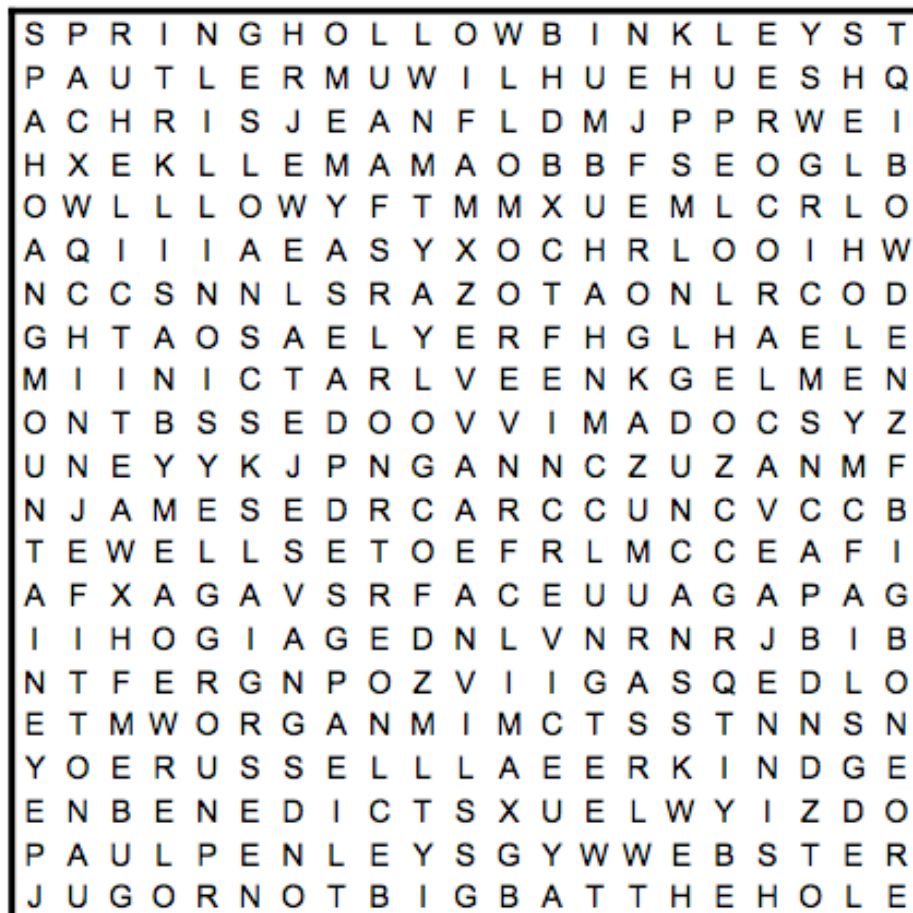 S P R I N G H O L L O W B I N K L E Y S T
P A U T L E R M U W I L H U E H U E S H Q
A C H R I S J E A N F L D M J P P R W E I
H X E K L L E M A M A O B B F S E O G L B
O W L L L O W Y F T M M X U E M L C R L O
A Q I I I A E A S Y X O C H R L O O I H W
N C C S N N L S R A Z O T A O N L R C O D
G H T A O S A E L Y E R F H G L H A E L E
M I I N I C T A R L V E E N K G E L M E N
O N T B S S E D O O V V I M A D O C S Y Z
U N E Y Y K J P N G A N N C Z U Z A N M F
N J A M E S E D R C A R C C U N C V C C B
T E W E L L S E T O E F R L M C C E A F I
A F X A G A V S R F A C E U U A G A P A G
I I H O G I A G E D N L V N R N R J B I B
N T F E R G N P O Z V I I G A S Q E D L O
E T M W O R G A N M I M C T S S T N N S N
Y O E R U S S E L L L A E E R K I N D G E
E N B E N E D I C T S X U E L W Y I Z D O
P A U L P E N L E Y S G Y W W E B S T E R
J U G O R N O T B I G B A T T H E H O L E